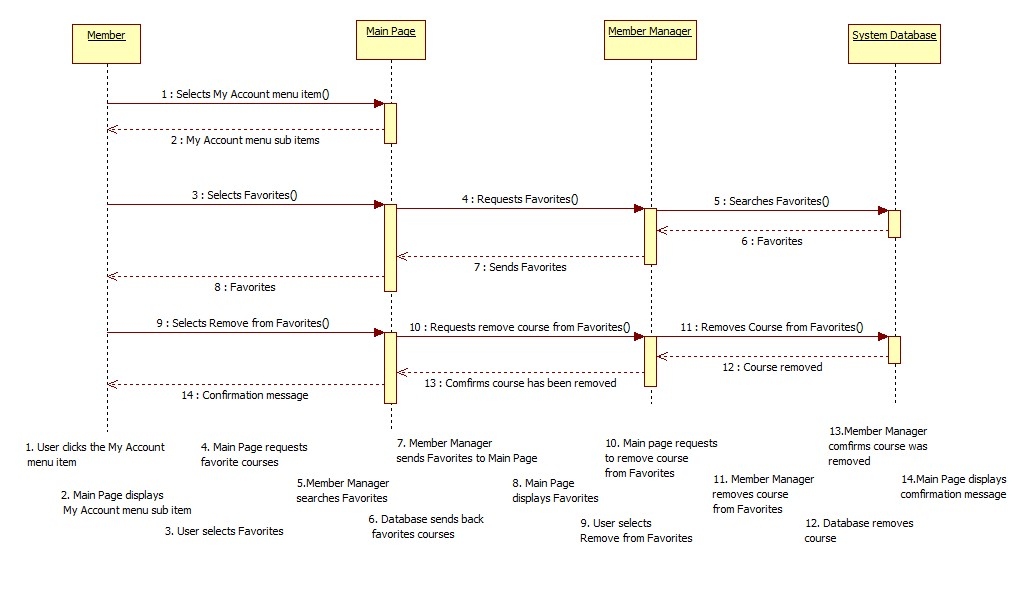 Member
Main Page
Member Manager
System Database
1 : Selects My Account menu item()
2 : My Account menu sub items
3 : Selects Favorites()
4 : Requests Favorites()
5 : Searches Favorites()
6 : Favorites
7 : Sends Favorites
8 : Favorites
9 : Selects Remove from Favorites()
10 : Requests remove course from Favorites()
11 : Removes Course from Favorites()
12 : Course removed
13 : Comfirms course has been removed
14 : Confirmation message
1. User clicks the My Account
menu item
2. Main Page displays
My Account menu sub item
3. User selects Favorites
4. Main Page requests
favorite courses
5.Member Manager
searches Favorites
6. Database sends back
favorites courses
7. Member Manager
sends Favorites to Main Page
8. Main Page
displays Favorites
9. User selects
Remove from Favorites
10. Main page requests
to remove course
from Favorites
11. Member Manager
removes course
from Favorites
12. Database removes
course
13.Member Manager
comfirms course was
removed
14.Main Page displays
comfirmation message